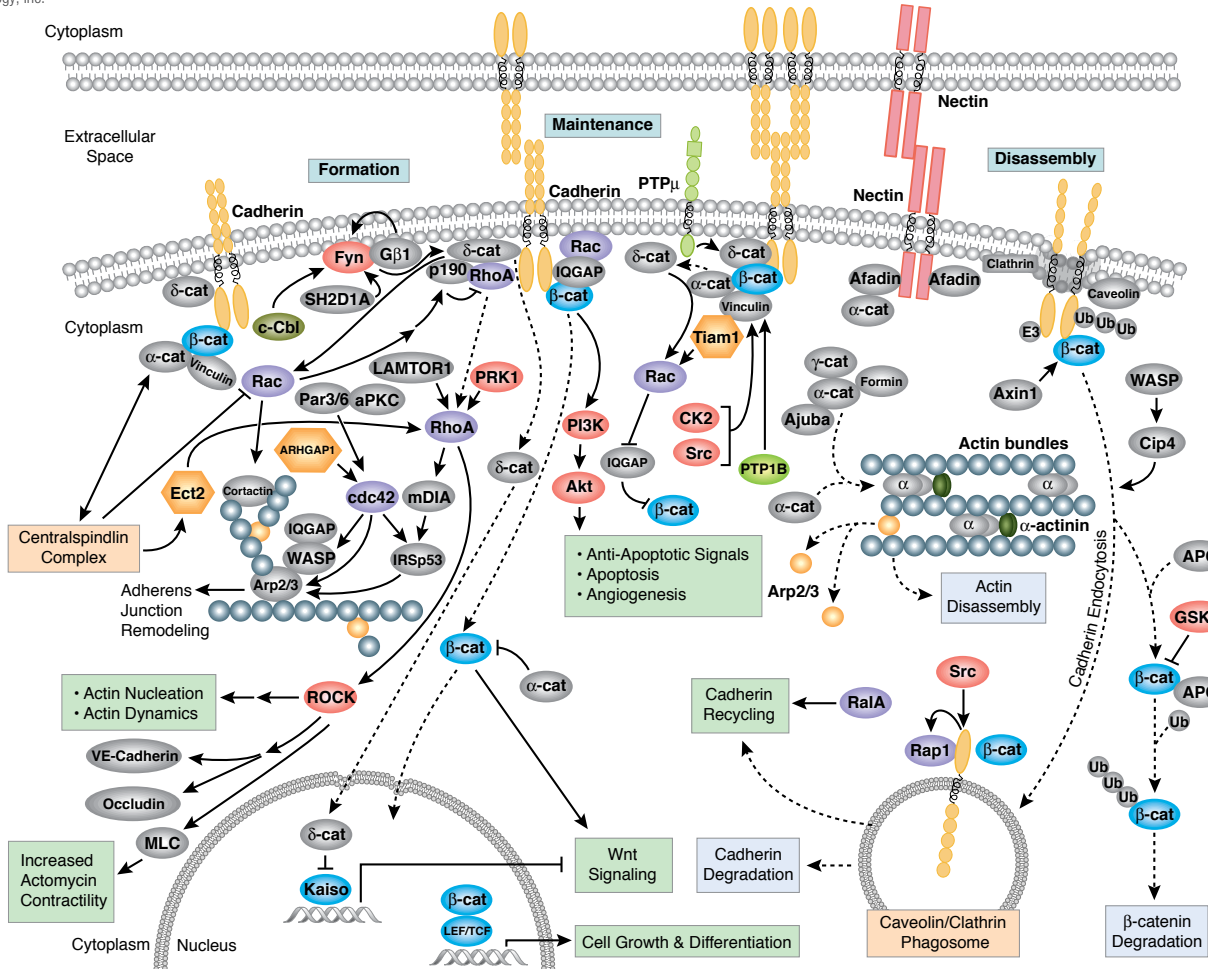 ogy, Inc.
Cytoplasm
Nectin
Extracellular
Space
Maintenance
Formation
Disassembly
PTPμ
Cadherin
Cadherin
Nectin
Rac
Fyn
Gβ1
δ-cat
δ-cat
δ-cat
p190
RhoA
IQGAP
β-cat
β-cat
α-cat
Vinculin
Clathrin
Afadin
Afadin
α-cat
Caveolin
δ-cat
SH2D1A
c-Cbl
Cytoplasm
β-cat
α-cat
Vinculin
Rac
Tiam1
Rac
E3
Ub
Ub
Ub
β-cat
LAMTOR1
PRK1
Par3/6
aPKC
RhoA
PI3K
CK2
Src
γ-cat
α-cat
Formin
Ajuba
Axin1
WASP
Cip4
ARHGAP1
Ect2
Cortactin
cdc42
mDIA
δ-cat
Akt
IQGAP
β-cat
PTP1B
α-cat
Actin bundles
α
α
α
α-actinin
Centralspindlin
Complex
IQGAP
WASP
IRSp53
Arp2/3
Adherens
Junction
Remodeling
• Anti-Apoptotic Signals
• Apoptosis
• Angiogenesis
Arp2/3
Actin
Disassembly
Cadherin Endocytosis
APC
GSK
β-cat
APC
Ub
β-cat
α-cat
• Actin Nucleation
• Actin Dynamics
ROCK
Cadherin
Recycling
RalA
Src
Rap1
β-cat
VE-Cadherin
Occludin
MLC
Ub
Ub
Ub
β-cat
Increased
Actomycin
Contractility
δ-cat
Kaiso
β-cat
LEF/TCF
Wnt
Signaling
Cadherin
Degradation
Caveolin/Clathrin
Phagosome
β-catenin
Degradation
Cytoplasm
Nucleus
Cell Growth & Differentiation